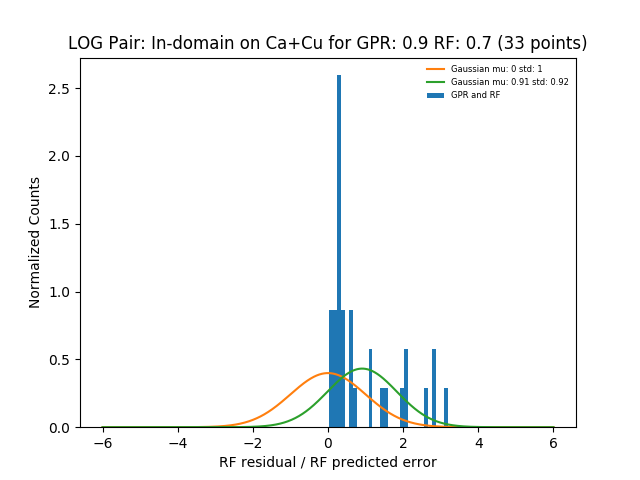 LOG Pair: In-domain on Ca+Cu for GPR: 0.9 RF: 0.7 (33 points)
Gaussian mu: 0 std: 1
Gaussian mu: 0.91 std: 0.92
GPR and RF
Normalized Counts
2.5
2.0
1.5
1.0
0.5
0.0
−6 −4 −2 0 2 4 6
RF residual / RF predicted error